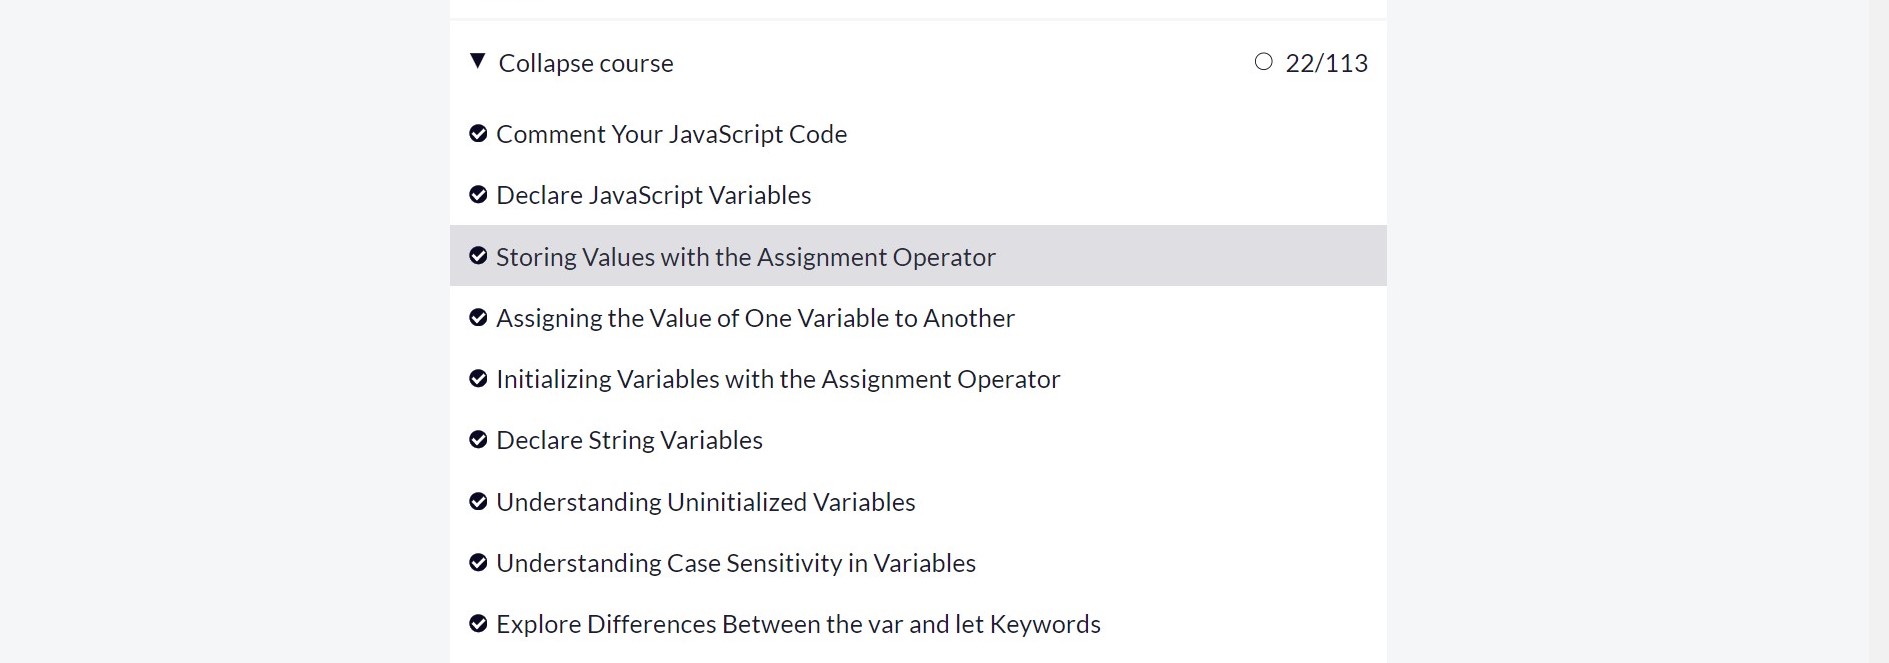 Collapse course 22/113
Comment Your JavaScript Code
Declare JavaScript Variables
Storing Values with the Assignment Operator
Assigning the Value of One Variable to Another
Initializing Variables with the Assignment Operator
Declare String Variables
Understanding Uninitialized Variables
Understanding Case Sensitivity in Variables
Explore Differences Between the var and let Keywords